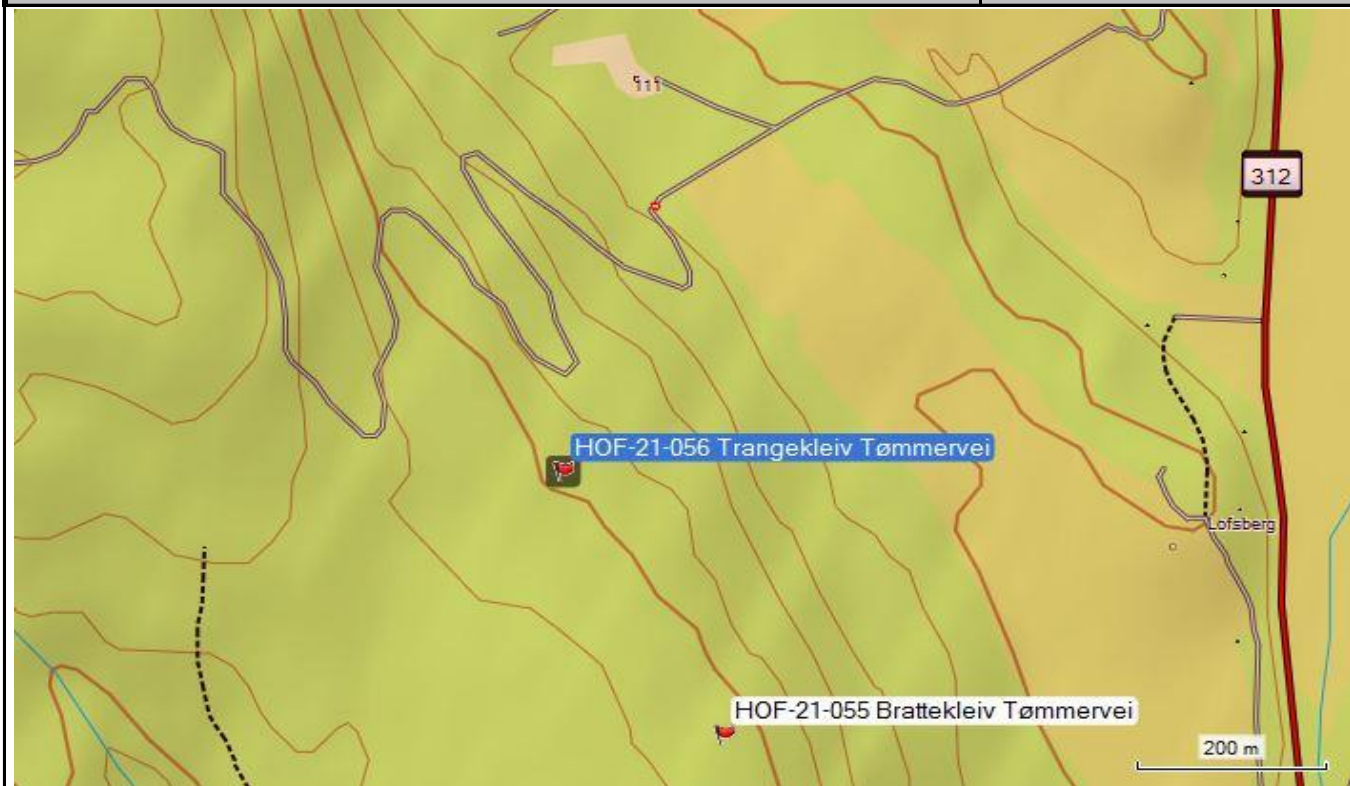 111
312
HOF-21-056 Trangekleiv Tømmervei
Lofsberg
HOF-21-055 Brattekleiv Tømmervei
200 m